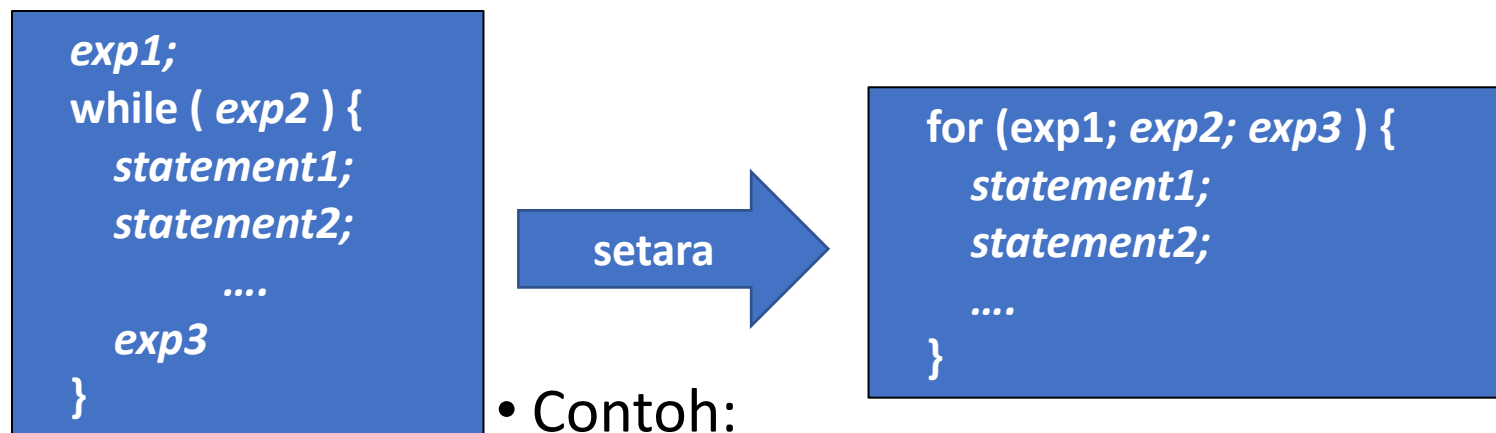 exp1;
while ( exp2 ) {
statement1;
statement2;
….
exp3
}
setara
for (exp1; exp2; exp3 ) {
statement1;
statement2;
….
}
• Contoh: